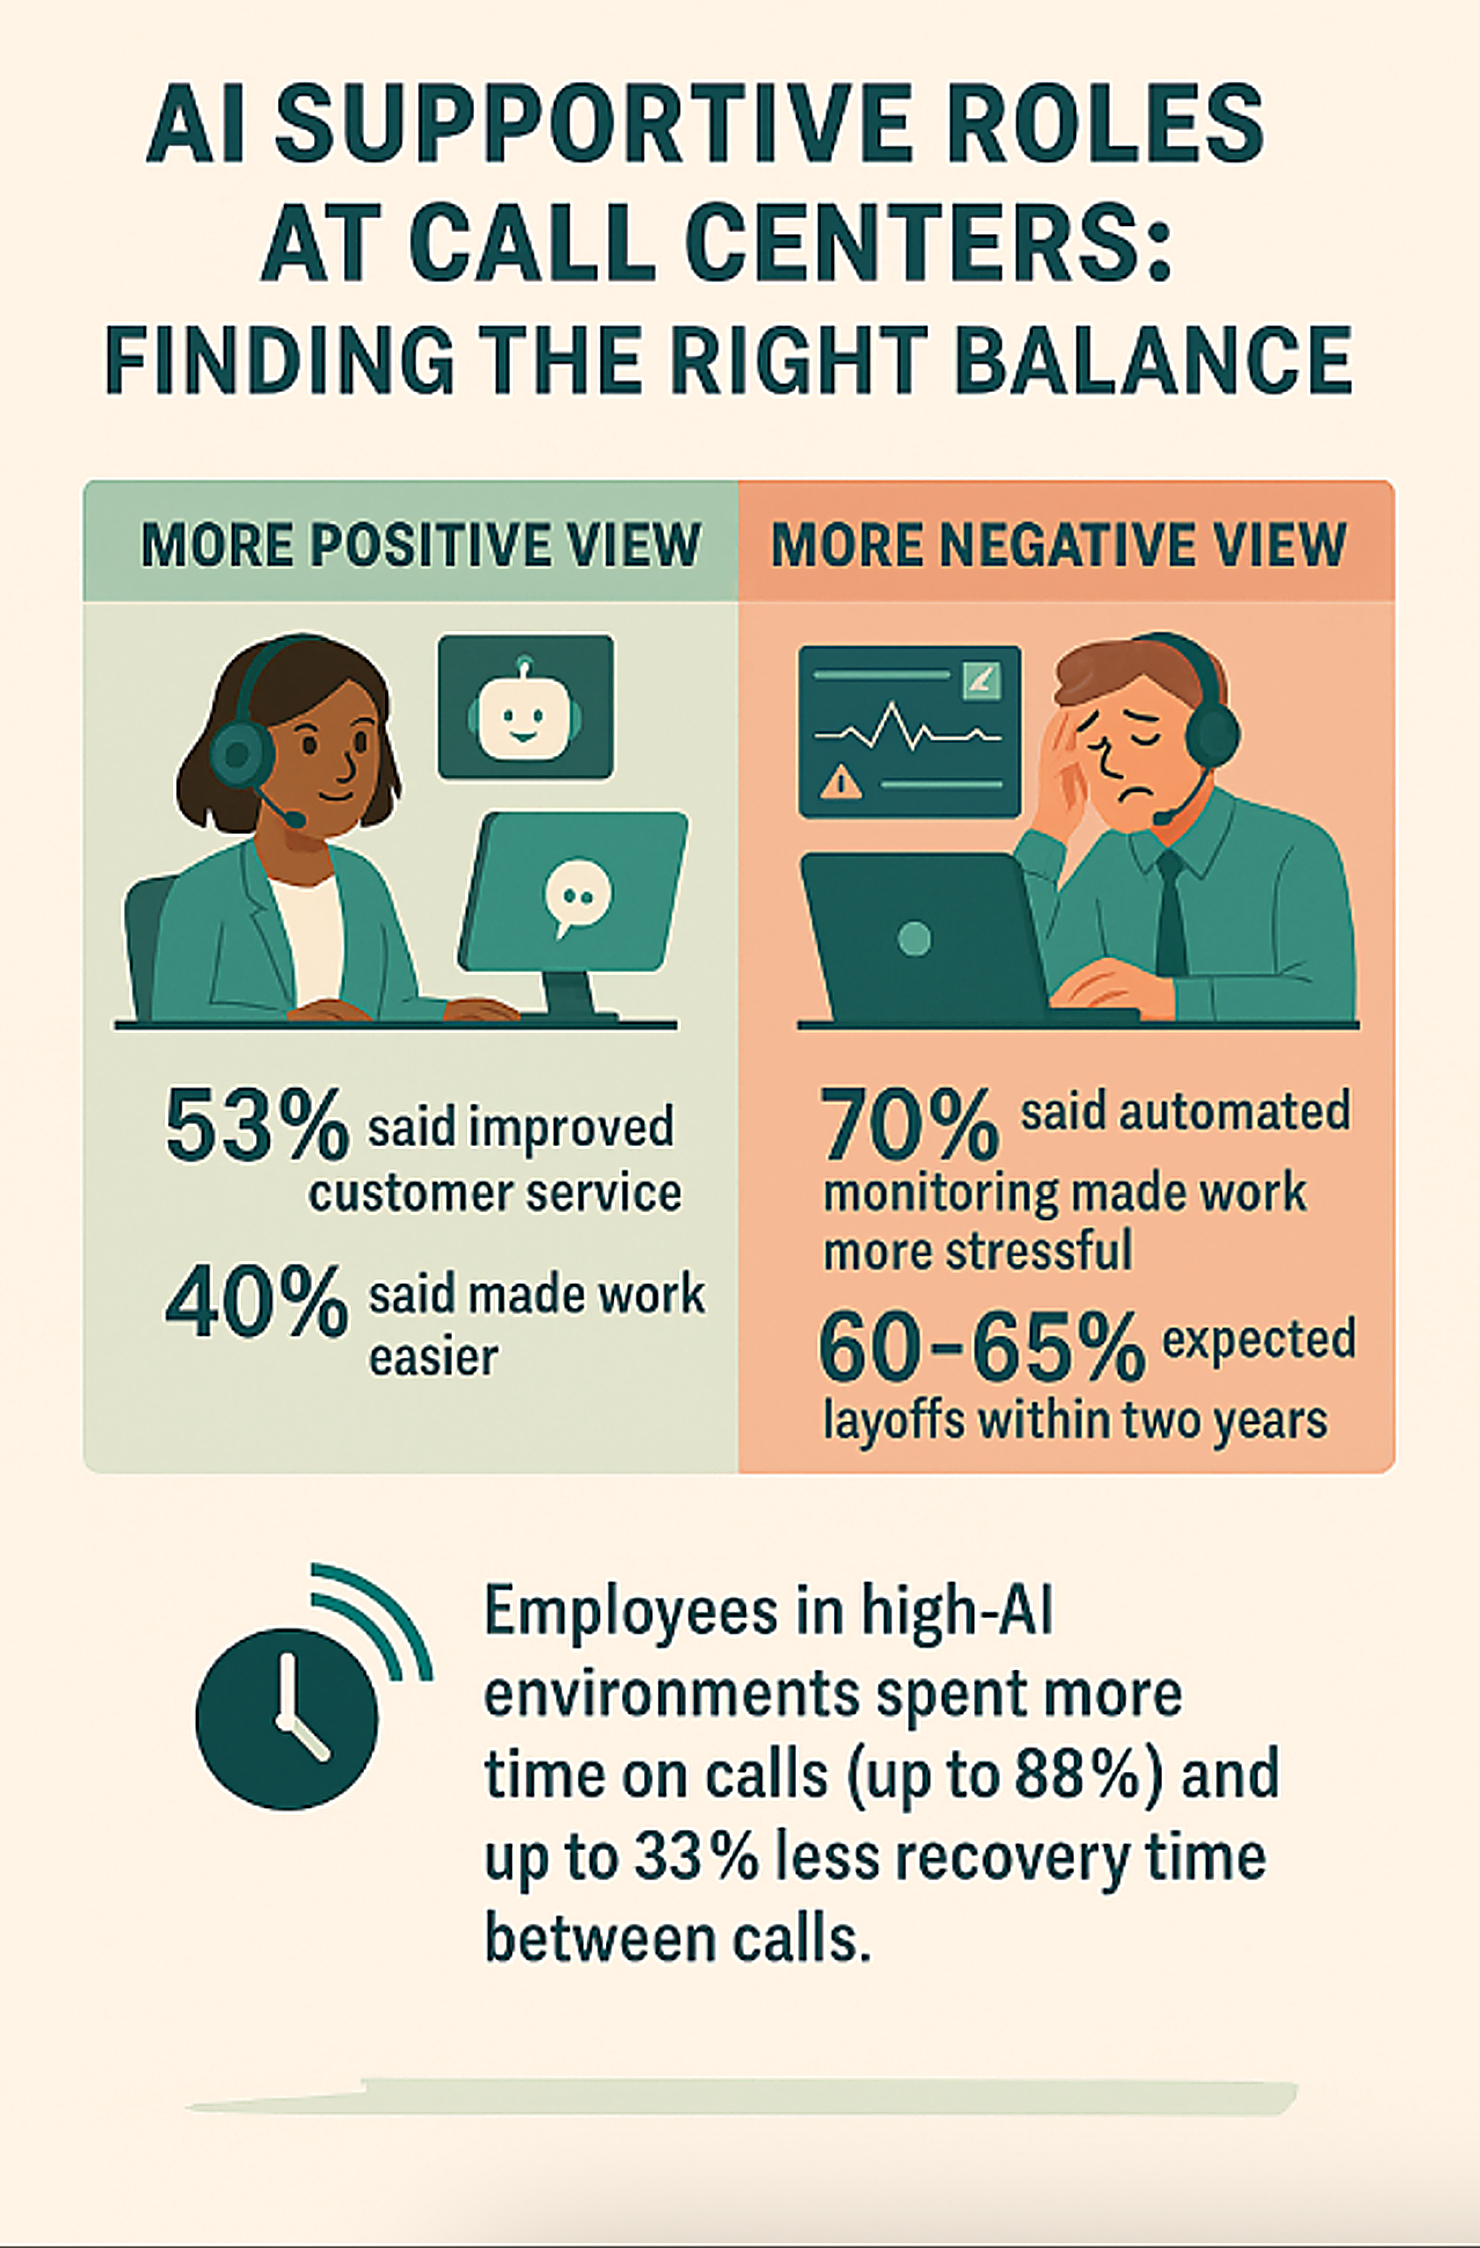 AI SUPPORTIVE ROLES
AT CALL CENTERS:
FINDING THE RIGHT BALANCE
MORE POSITIVE VIEW
53% said improved
customer service
40% said made work
easier
MORE NEGATIVE VIEW
70% said automated
monitoring made work
more stressful
60-65% expected
layoffs within two years
Employees in high-AI
environments spent more
time on calls (up to 88%) and
up to 33% less recovery time
between calls.